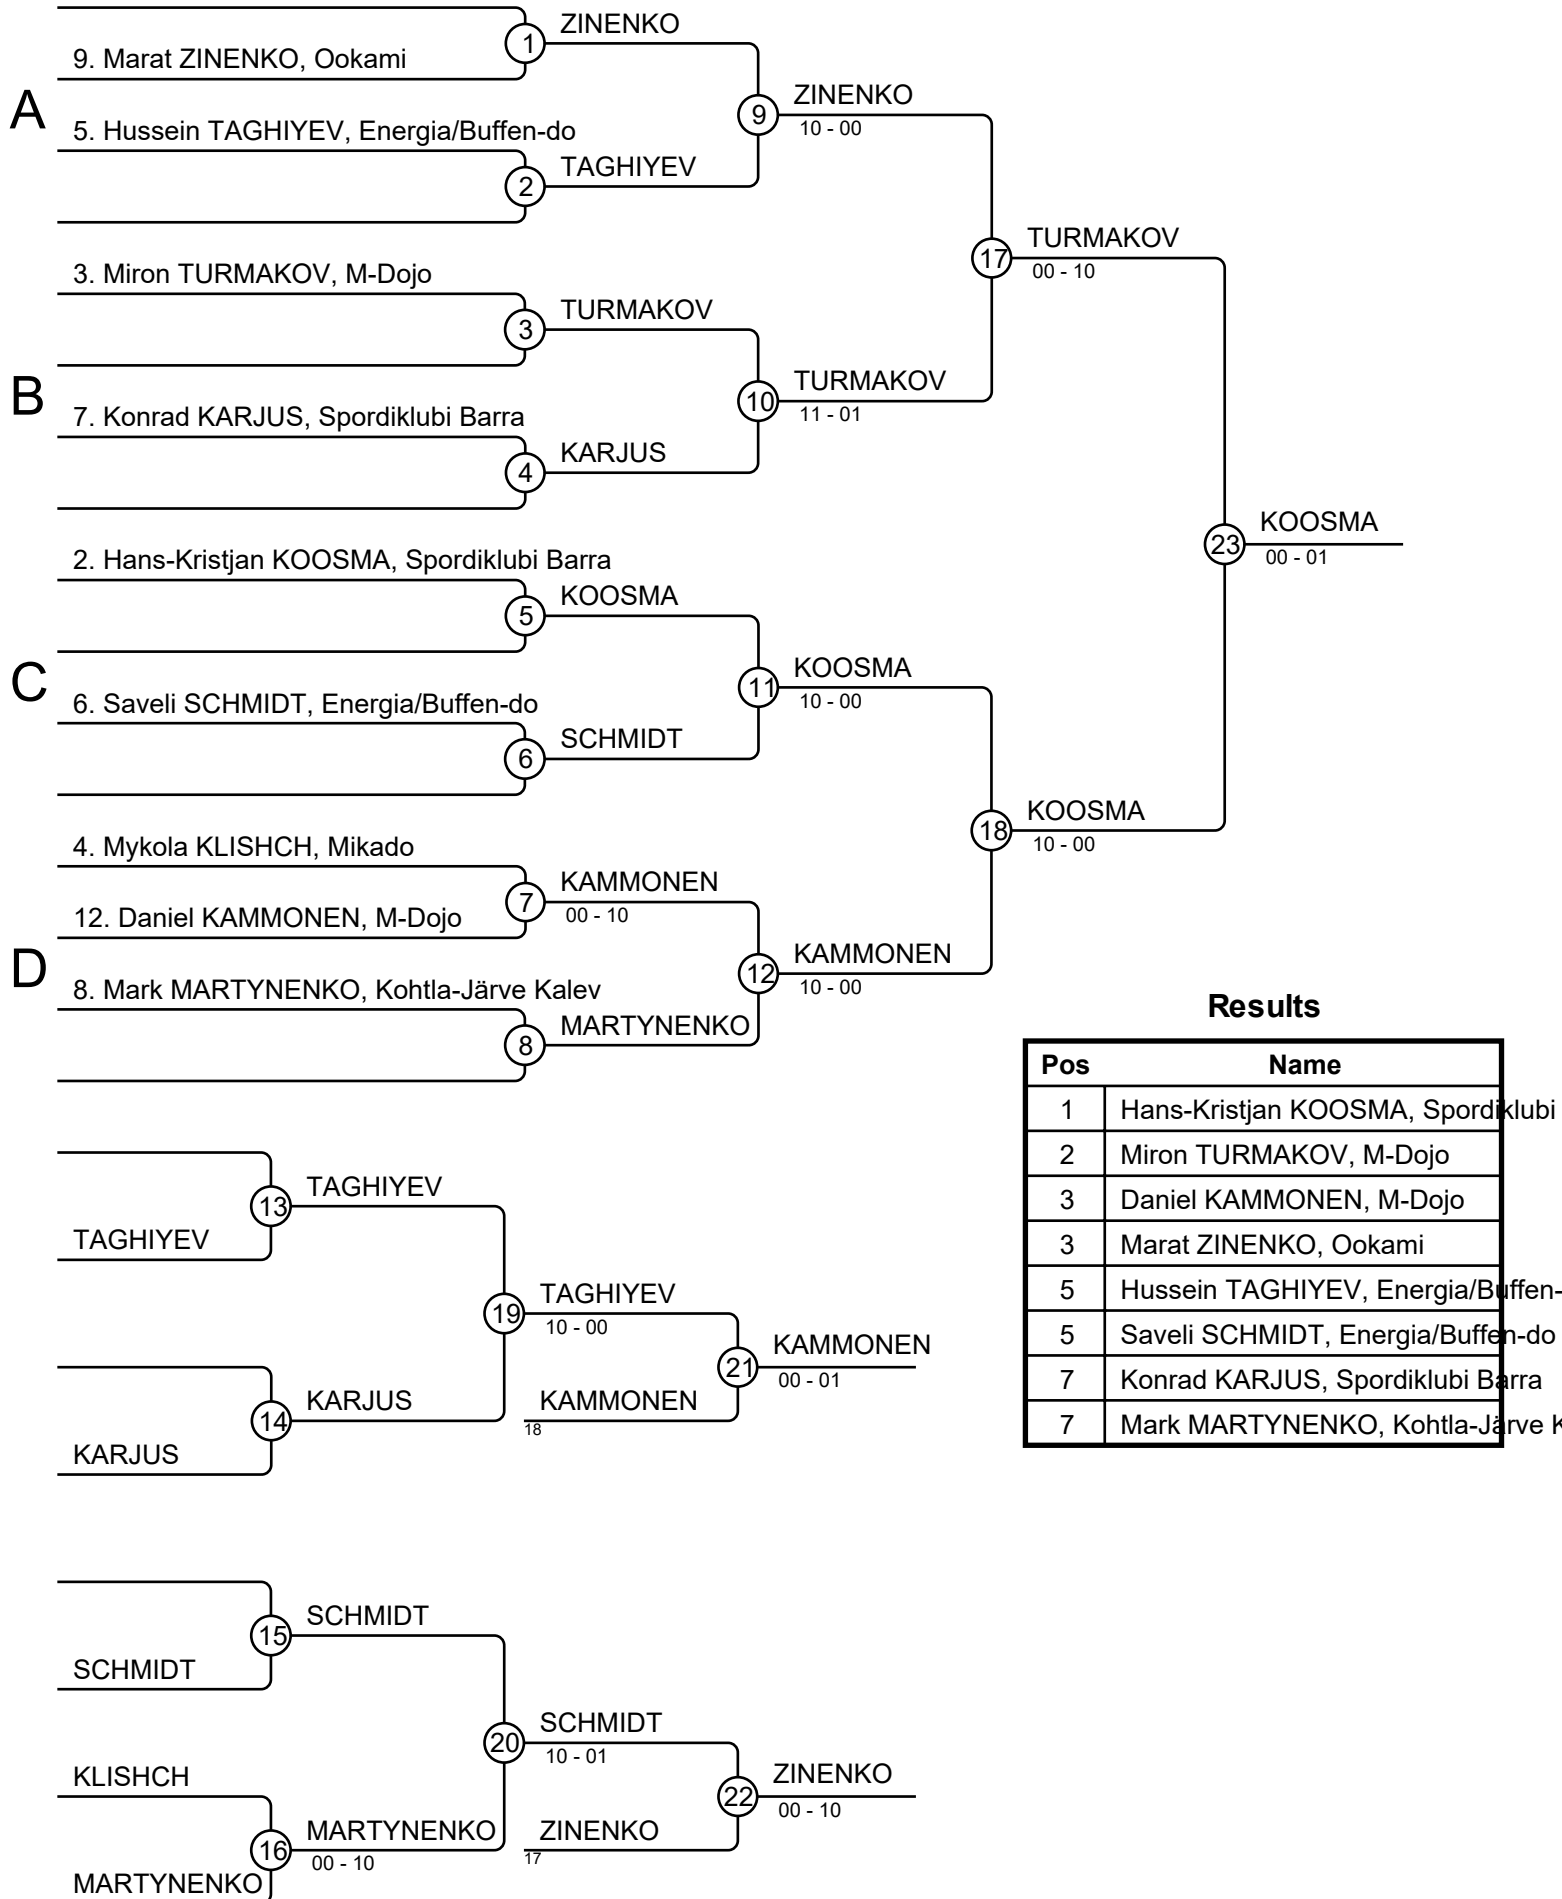 ZINENKO
1
9. Marat ZINENKO, Ookami
A
ZINENKO
9
10 - 00
5. Hussein TAGHIYEV, Energia/Buffen-do
TAGHIYEV
2
TURMAKOV
17
00 - 10
3. Miron TURMAKOV, M-Dojo
TURMAKOV
3
B
TURMAKOV
10
11 - 01
7. Konrad KARJUS, Spordiklubi Barra
KARJUS
4
KOOSMA
23
00 - 01
2. Hans-Kristjan KOOSMA, Spordiklubi Barra
KOOSMA
5
C
KOOSMA
11
10 - 00
6. Saveli SCHMIDT, Energia/Buffen-do
SCHMIDT
6
KOOSMA
18
10 - 00
4. Mykola KLISHCH, Mikado
KAMMONEN
7
00 - 10
12. Daniel KAMMONEN, M-Dojo
D
KAMMONEN
12
10 - 00
8. Mark MARTYNENKO, Kohtla-Järve Kalev
MARTYNENKO
8
Results
Pos Name
1 Hans-Kristjan KOOSMA, Spordiklubi
2 Miron TURMAKOV, M-Dojo
3 Daniel KAMMONEN, M-Dojo
3 Marat ZINENKO, Ookami
5 Hussein TAGHIYEV, Energia/Buffen-
5 Saveli SCHMIDT, Energia/Buffen-do
7 Konrad KARJUS, Spordiklubi Barra
7 Mark MARTYNENKO, Kohtla-Järve K
TAGHIYEV
13
TAGHIYEV
TAGHIYEV
19
10 - 00
KAMMONEN
21
00 - 01
KARJUS
14
KAMMONEN
18
KARJUS
SCHMIDT
15
SCHMIDT
SCHMIDT
20
10 - 01
KLISHCH
ZINENKO
22
00 - 10
MARTYNENKO
16
00 - 10
ZINENKO
17
MARTYNENKO